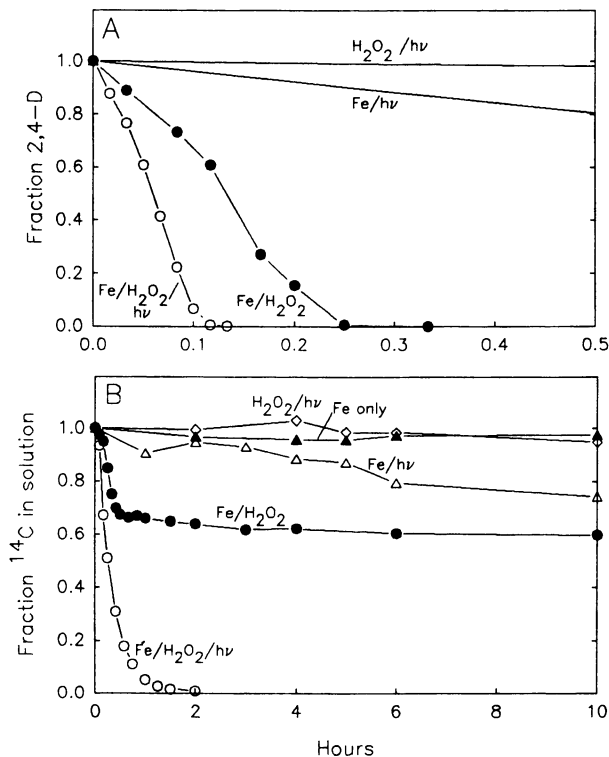 A
H₂O₂ /hν
Fe/hν
Fe/H₂O₂
hν
Fe/H₂O₂
Fraction 2,4-D
1.0
0.8
0.6
0.4
0.2
0.0
0.0 0.1 0.2 0.3 0.4 0.5
B
H₂O₂/hν
Fe only
Fe/hν
Fe/H₂O₂
Fe/H₂O₂/hν
Fraction ¹⁴C in solution
1.0
0.8
0.6
0.4
0.2
0.0
0 2 4 6 8 10
Hours